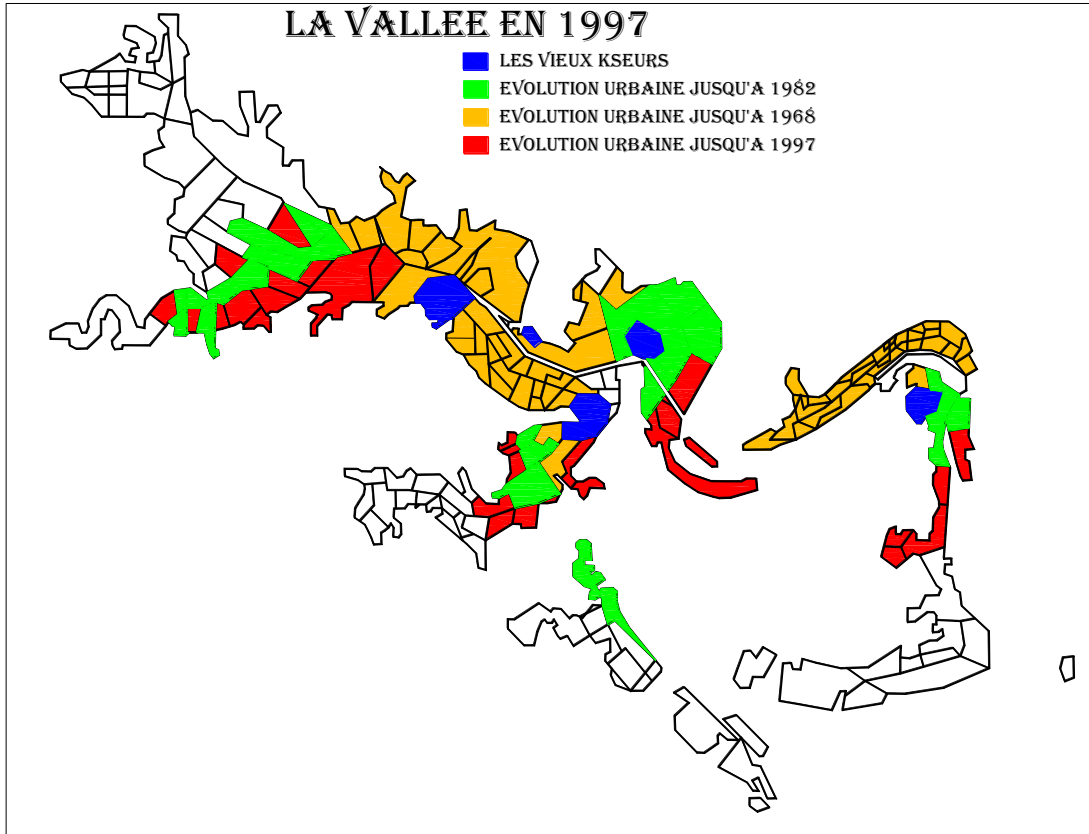 LA VALLEE EN 1997
LES VIEUX KSEURS
EVOLUTION URBAINE JUSQU'A 1982
EVOLUTION URBAINE JUSQU'A 1968
EVOLUTION URBAINE JUSQU'A 1997